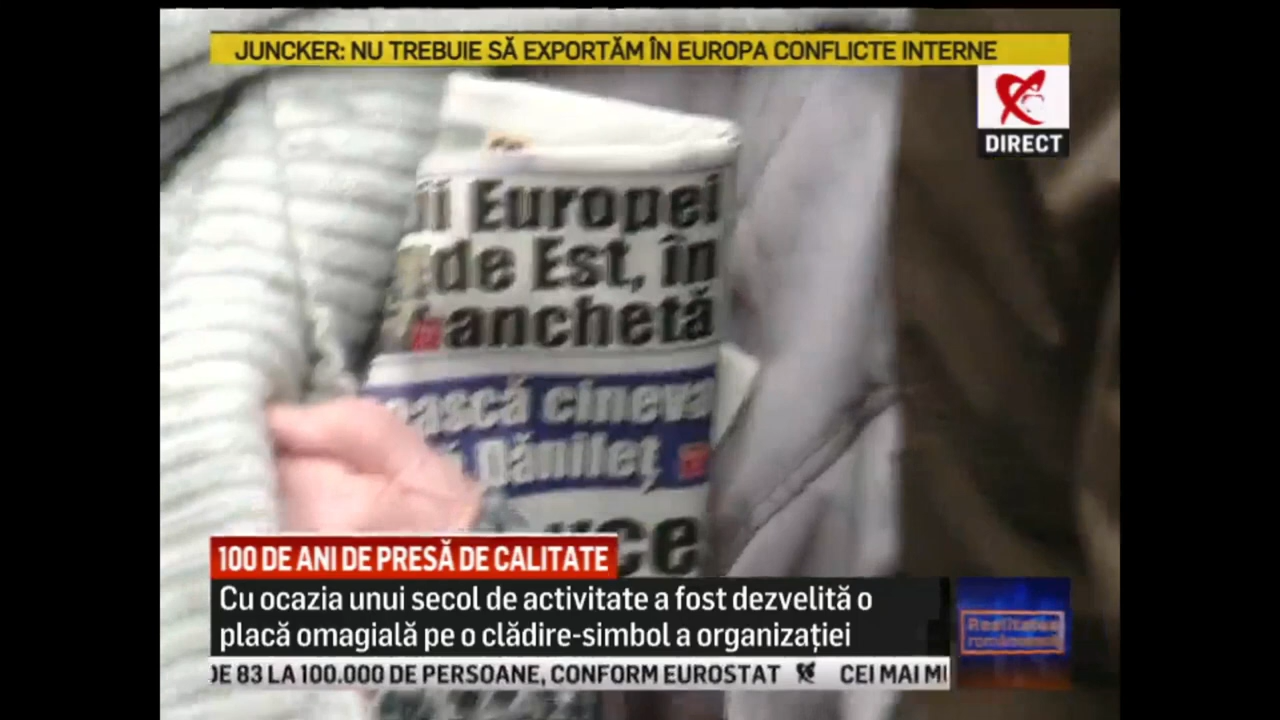 JUNCKER: NU TREBUIE SĂ EXPORTĂM ÎN EUROPA CONFLICTE INTERNE
DIRECT
Europei
de Est, în
anchetă
cineva
Dănileț
100 DE ANI DE PRESĂ DE CALITATE
Cu ocazia unui secol de activitate a fost dezvelită o
placă omagială pe o clădire-simbol a organizației
DE 83 LA 100.000 DE PERSOANE, CONFORM EUROSTAT CEI MAI